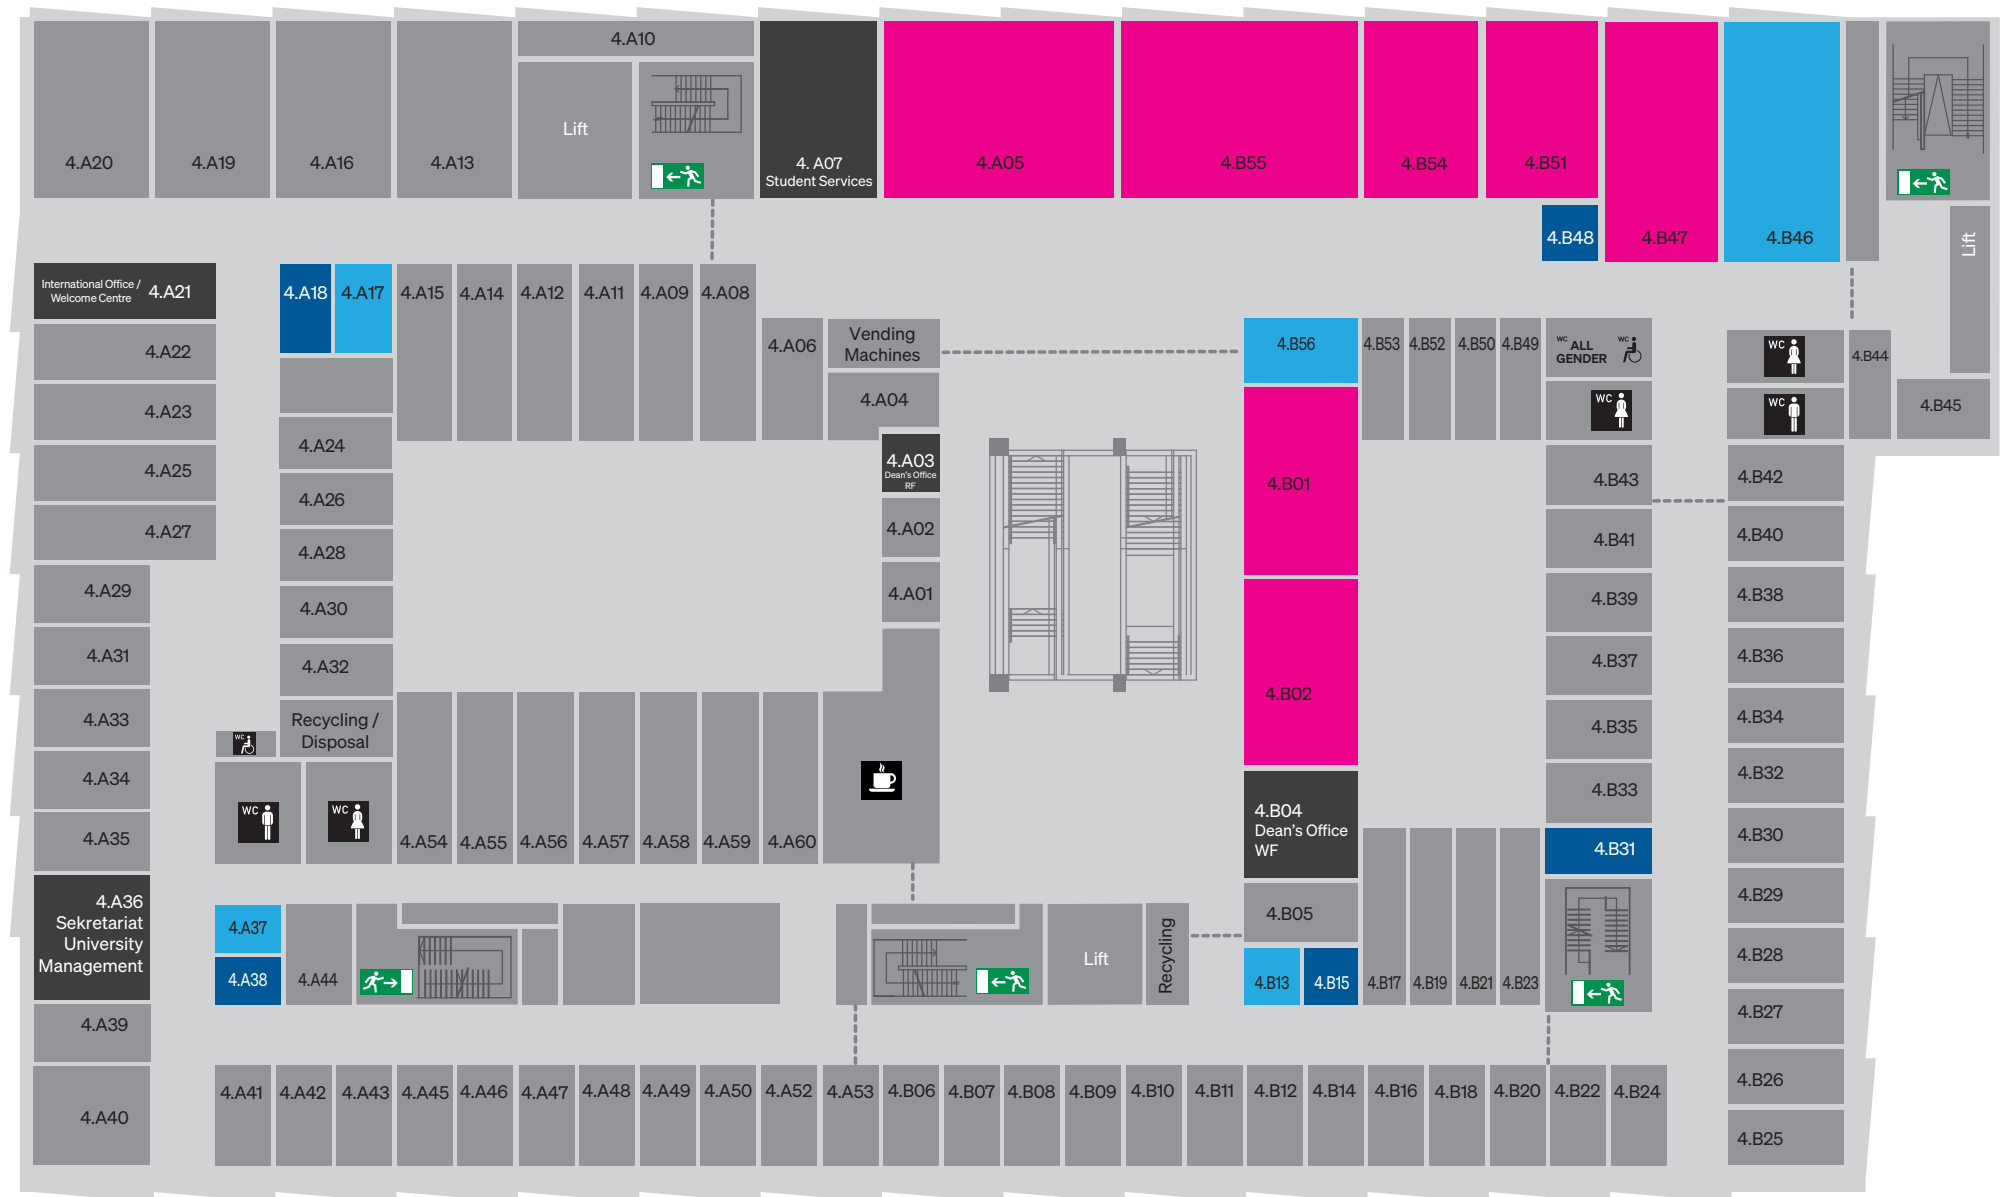 4.A10
Lift
4.A20
4.A19
4.A16
4.A13
4. A07
Student Services
4.A05
4.B55
4.B54
4.B51
4.B48
4.B47
4.B46
Lift
International Office /
Welcome Centre
4.A21
4.A18
4.A17
4.A15
4.A14
4.A12
4.A11
4.A09
4.A08
4.A06
Vending
Machines
4.B56
4.B53
4.B52
4.B50
4.B49
WC
ALL
GENDER
WC
WC
4.B44
4.A22
4.A04
4.A23
WC
WC
4.B45
4.A24
4.A03
Dean's Office
RF
4.A25
4.B01
4.B43
4.B42
4.A26
4.A27
4.A02
4.B41
4.B40
4.A28
4.A29
4.A01
4.B39
4.B38
4.A30
4.A31
4.A32
4.B37
4.B36
4.B02
4.A33
Recycling /
Disposal
WC
4.B35
4.B34
4.A34
4.B33
4.B32
WC
WC
4.A35
4.A54
4.A55
4.A56
4.A57
4.A58
4.A59
4.A60
4.B04
Dean's Office
WF
4.B31
4.B30
4.A36
Sekretariat
University
Management
4.A37
4.A38
4.A44
Lift
Recycling
4.B05
4.B13
4.B15
4.B17
4.B19
4.B21
4.B23
4.B29
4.B28
4.A39
4.B27
4.A40
4.A41
4.A42
4.A43
4.A45
4.A46
4.A47
4.A48
4.A49
4.A50
4.A52
4.A53
4.B06
4.B07
4.B08
4.B09
4.B10
4.B11
4.B12
4.B14
4.B16
4.B18
4.B20
4.B22
4.B24
4.B26
4.B25